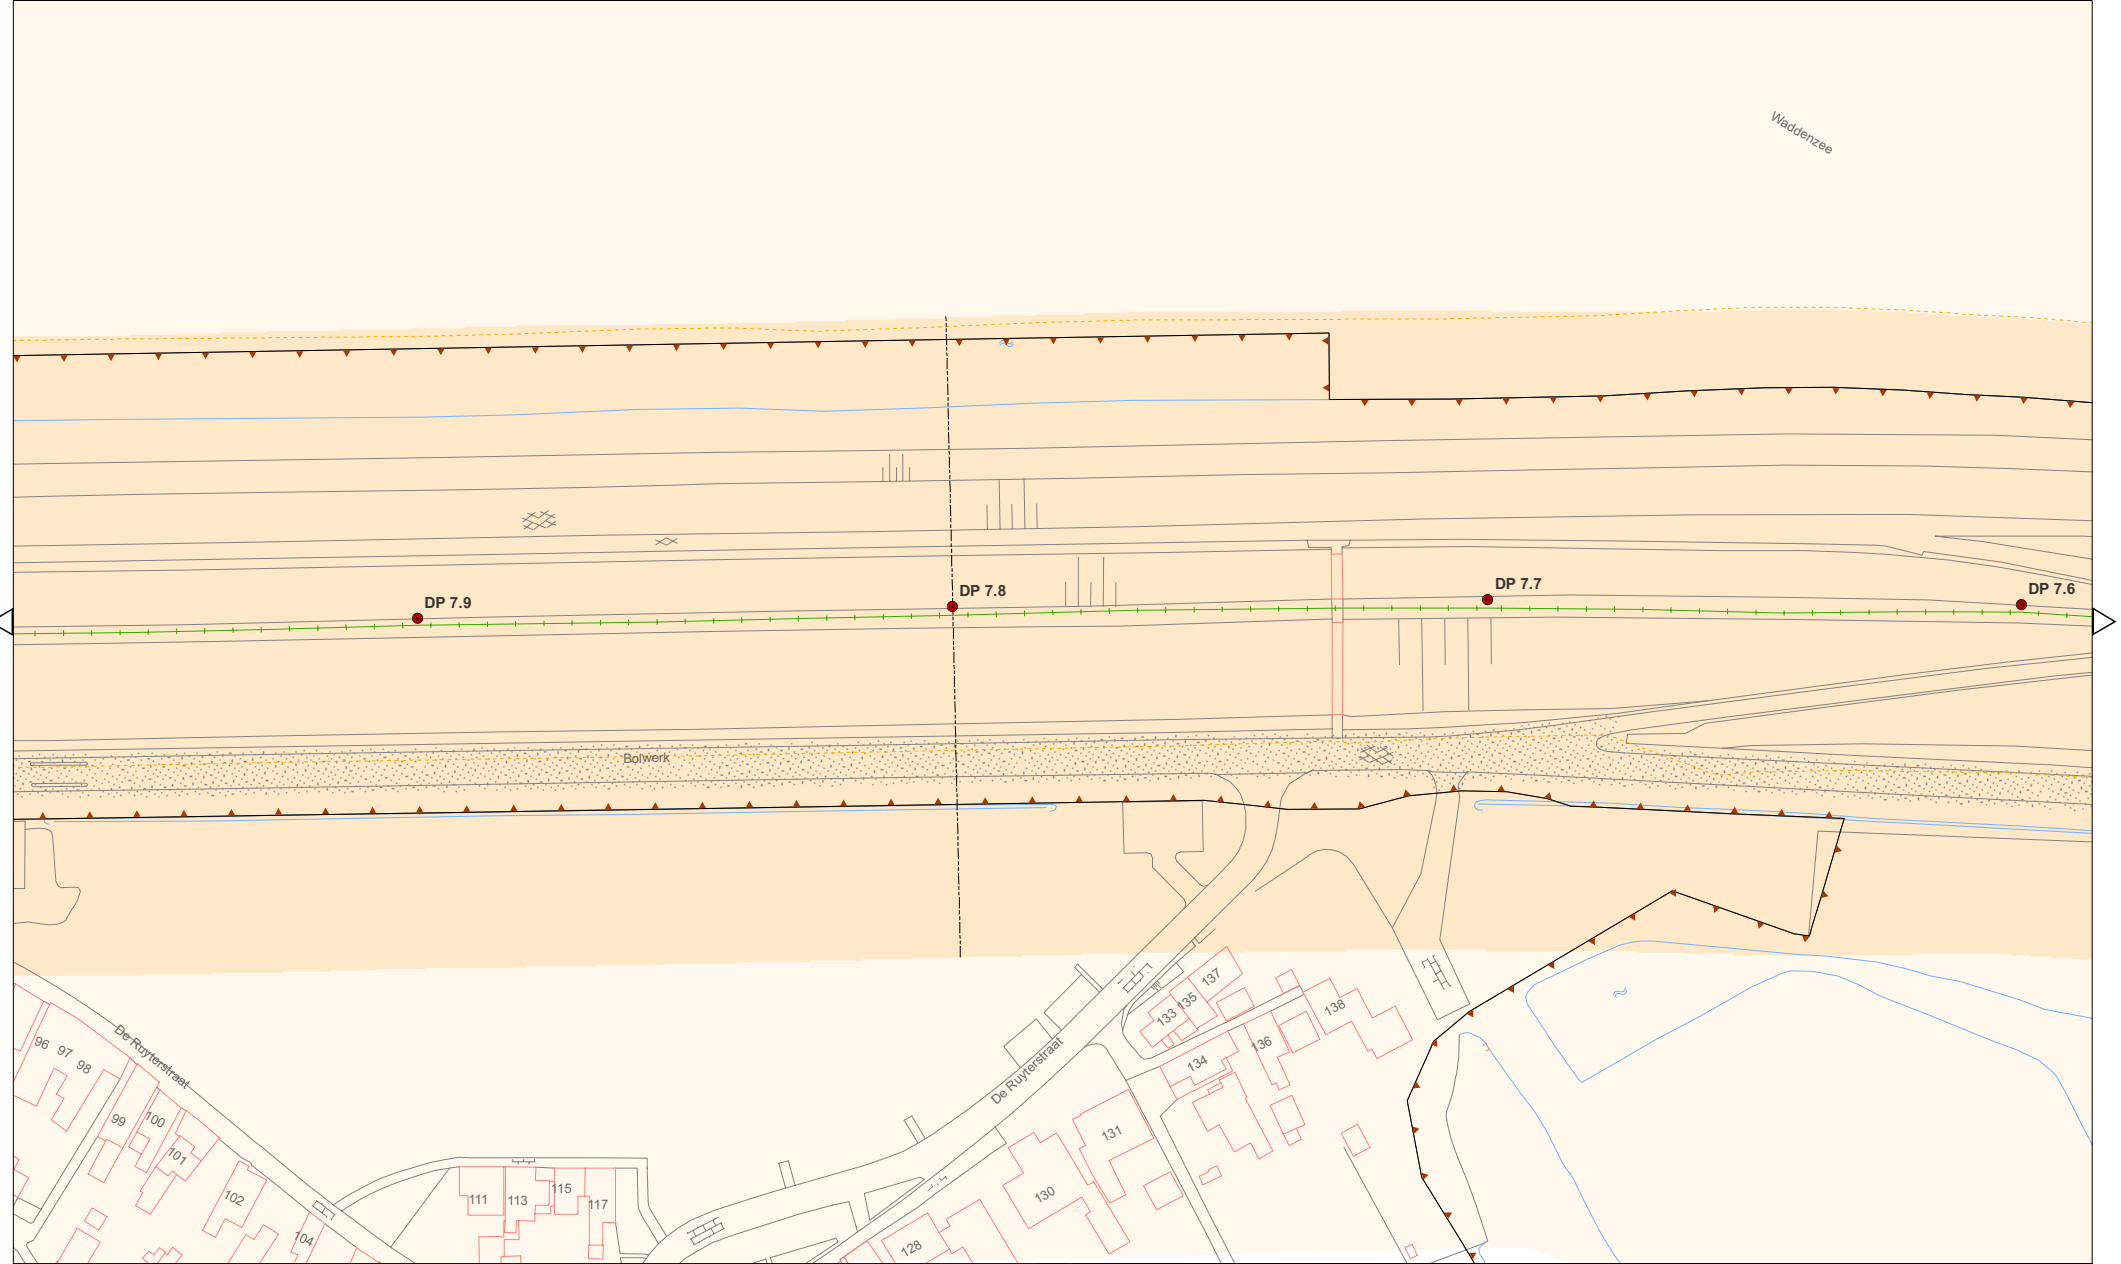 Waddenzee
DP 7.9
DP 7.8
DP 7.7
DP 7.6
Bolwerk
De Ruyterstraat
De Ruyterstraat
96
97
98
99
100
101
102
104
111
113
115
117
128
130
131
133
135
137
134
136
138